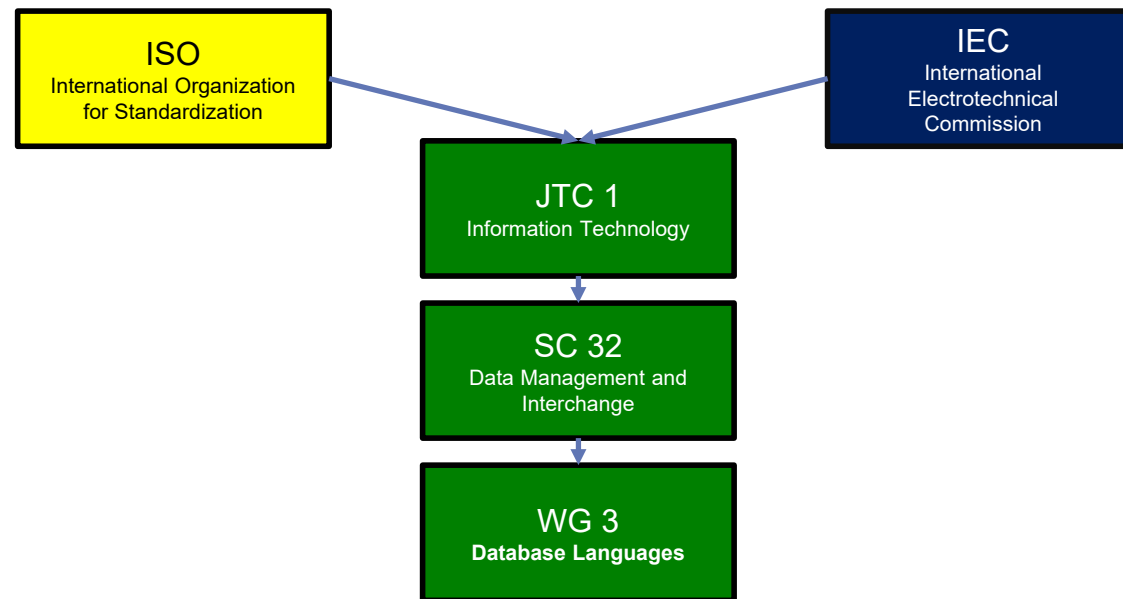 ISO
International Organization
for Standardization
IEC
International
Electrotechnical
Commission
JTC 1
Information Technology
SC 32
Data Management and
Interchange
WG 3
Database Languages